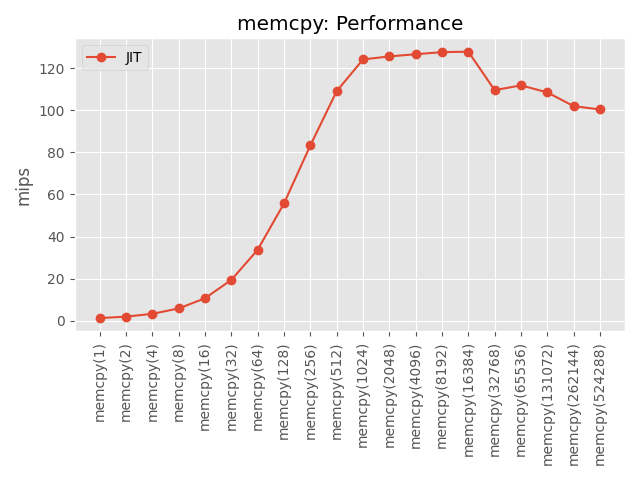 memcpy: Performance
JIT
mips
120
100
80
60
40
20
0
memcpy(1)
memcpy(2)
memcpy(4)
memcpy(8)
memcpy(16)
memcpy(32)
memcpy(64)
memcpy(128)
memcpy(256)
memcpy(512)
memcpy(1024)
memcpy(2048)
memcpy(4096)
memcpy(8192)
memcpy(16384)
memcpy(32768)
memcpy(65536)
memcpy(131072)
memcpy(262144)
memcpy(524288)